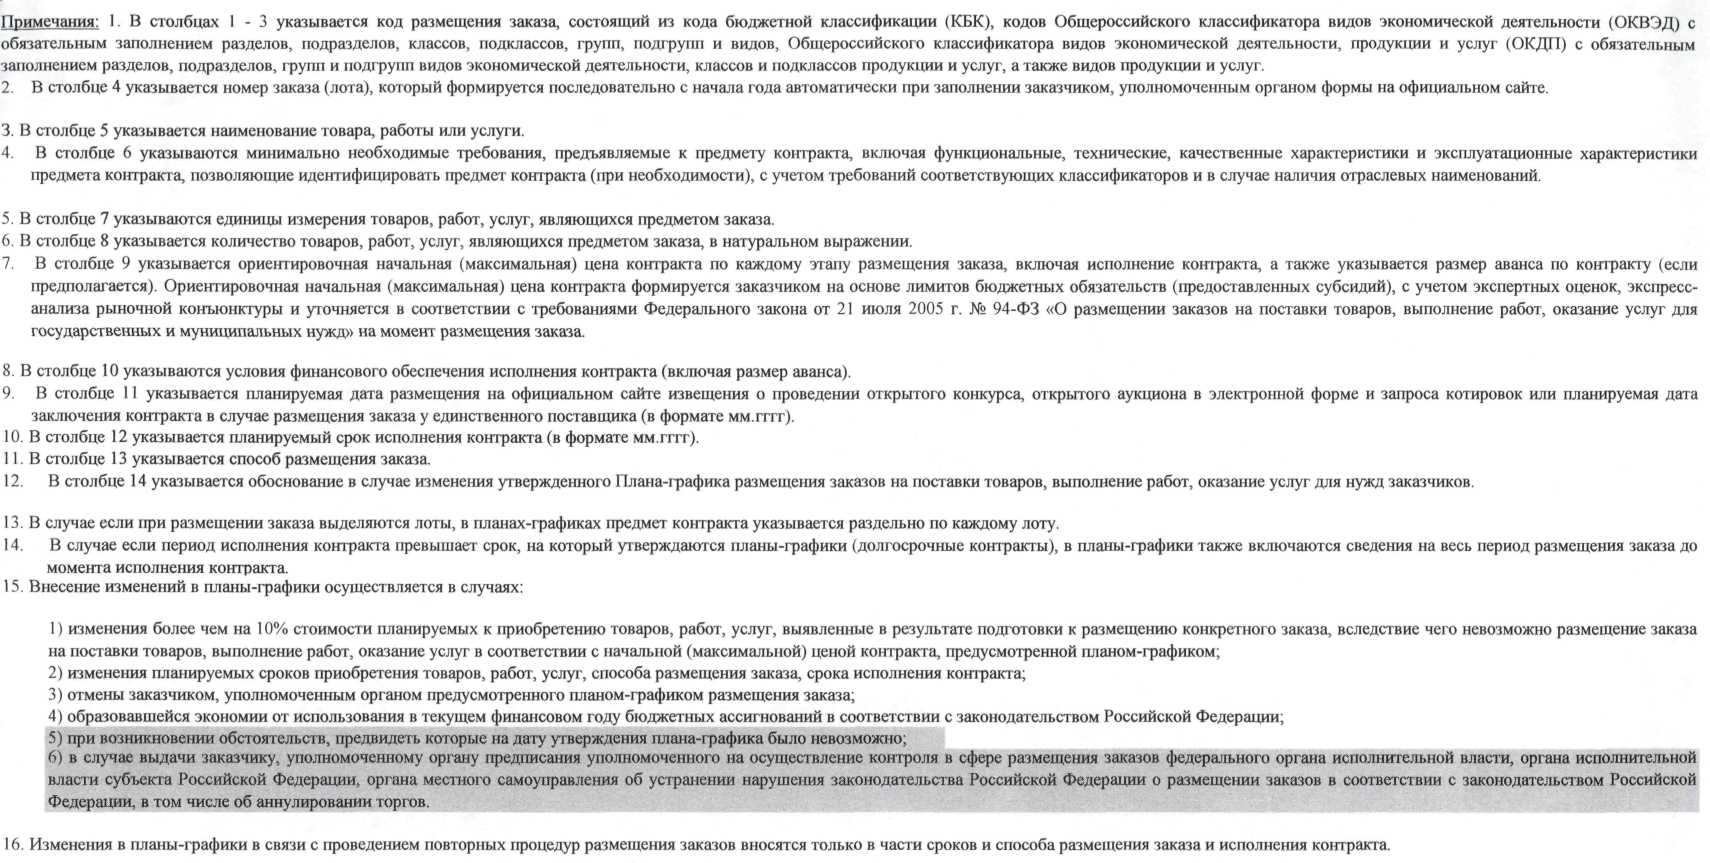 Примечания: 1. В столбцах 1 - 3 указывается код размещения заказа, состоящий из кода бюджетной классификации (КБК), кодов Общероссийского классификатора видов экономической деятельности (ОКВЭД) с
обязательным заполнением разделов, подразделов, классов, подклассов, групп, подгрупп и видов, Общероссийского классификатора видов экономической деятельности, продукции и услуг (ОКДП) с обязательным
заполнением разделов, подразделов, групп и подгрупп видов экономической деятельности, классов и подклассов продукции и услуг, а также видов продукции и услуг.
2. В столбце 4 указывается номер заказа (лота), который формируется последовательно с начала года автоматически при заполнении заказчиком, уполномоченным органом формы на официальном сайте.
3. В столбце 5 указывается наименование товара, работы или услуги.
4. В столбце 6 указываются минимально необходимые требования, предъявляемые к предмету контракта, включая функциональные, технические, качественные характеристики и эксплуатационные характеристики
предмета контракта, позволяющие идентифицировать предмет контракта (при необходимости), с учетом требований соответствующих классификаторов и в случае наличия отраслевых наименований.
5. В столбце 7 указываются единицы измерения товаров, работ, услуг, являющихся предметом заказа.
6. В столбце 8 указывается количество товаров, работ, услуг, являющихся предметом заказа, в натуральном выражении.
7. В столбце 9 указывается ориентировочная начальная (максимальная) цена контракта по каждому этапу размещения заказа, включая исполнение контракта, а также указывается размер аванса по контракту (если
предполагается). Ориентировочная начальная (максимальная) цена контракта формируется заказчиком на основе лимитов бюджетных обязательств (предоставленных субсидий), с учетом экспертных оценок, экспресс-
анализа рыночной конъюнктуры и уточняется в соответствии с требованиями Федерального закона от 21 июля 2005 г. № 94-ФЗ «О размещении заказов на поставки товаров, выполнение работ, оказание услуг для
государственных и муниципальных нужд» на момент размещения заказа.
8. В столбце 10 указываются условия финансового обеспечения исполнения контракта (включая размер аванса).
9. В столбце 11 указывается планируемая дата размещения на официальном сайте извещения о проведении открытого конкурса, открытого аукциона в электронной форме и запроса котировок или планируемая дата
заключения контракта в случае размещения заказа у единственного поставщика (в формате мм.гггг).
10. В столбце 12 указывается планируемый срок исполнения контракта (в формате мм.гггг).
11. В столбце 13 указывается способ размещения заказа.
12. В столбце 14 указывается обоснование в случае изменения утвержденного Плана-графика размещения заказов на поставки товаров, выполнение работ, оказание услуг для нужд заказчиков.
13. В случае если при размещении заказа выделяются лоты, в планах-графиках предмет контракта указывается раздельно по каждому лоту.
14. В случае если период исполнения контракта превышает срок, на который утверждаются планы-графики (долгосрочные контракты), в планы-графики также включаются сведения на весь период размещения заказа до
момента исполнения контракта.
15. Внесение изменений в планы-графики осуществляется в случаях:
1) изменения более чем на 10% стоимости планируемых к приобретению товаров, работ, услуг, выявленные в результате подготовки к размещению конкретного заказа, вследствие чего невозможно размещение заказа
на поставки товаров, выполнение работ, оказание услуг в соответствии с начальной (максимальной) ценой контракта, предусмотренной планом-графиком;
2) изменения планируемых сроков приобретения товаров, работ, услуг, способа размещения заказа, срока исполнения контракта;
3) отмены заказчиком, уполномоченным органом предусмотренного планом-графиком размещения заказа;
4) образовавшейся экономии от использования в текущем финансовом году бюджетных ассигнований в соответствии с законодательством Российской Федерации;
5) при возникновении обстоятельств, предвидеть которые на дату утверждения плана-графика было невозможно;
6) в случае выдачи заказчику, уполномоченному органу предписания уполномоченного на осуществление контроля в сфере размещения заказов федерального органа исполнительной власти, органа исполнительной
власти субъекта Российской Федерации, органа местного самоуправления об устранении нарушения законодательства Российской Федерации о размещении заказов в соответствии с законодательством Российской
Федерации, в том числе об аннулировании торгов.
16. Изменения в планы-графики в связи с проведением повторных процедур размещения заказов вносятся только в части сроков и способа размещения заказа и исполнения контракта.